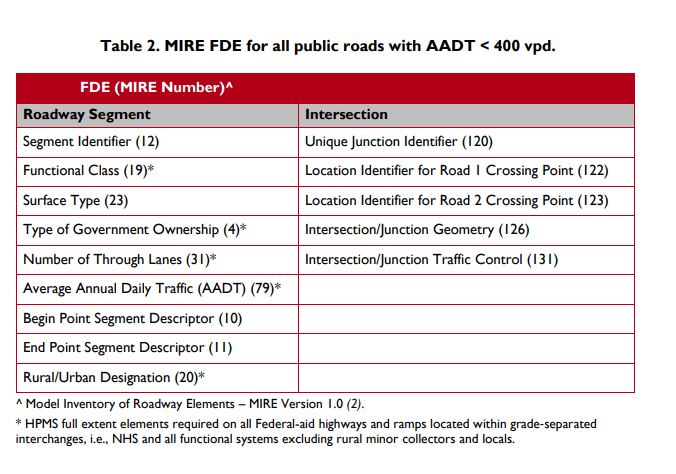 Table 2. MIRE FDE for all public roads with AADT < 400 vpd.
FDE (MIRE Number)^
Roadway Segment Intersection
Segment Identifier (12) Unique Junction Identifier (120)
Functional Class (19)* Location Identifier for Road 1 Crossing Point (122)
Surface Type (23) Location Identifier for Road 2 Crossing Point (123)
Type of Government Ownership (4)* Intersection/Junction Geometry (126)
Number of Through Lanes (31)* Intersection/Junction Traffic Control (131)
Average Annual Daily Traffic (AADT) (79)*
Begin Point Segment Descriptor (10)
End Point Segment Descriptor (11)
Rural/Urban Designation (20)*
^ Model Inventory of Roadway Elements – MIRE Version 1.0 (2).
* HPMS full extent elements required on all Federal-aid highways and ramps located within grade-separated
interchanges, i.e., NHS and all functional systems excluding rural minor collectors and locals.